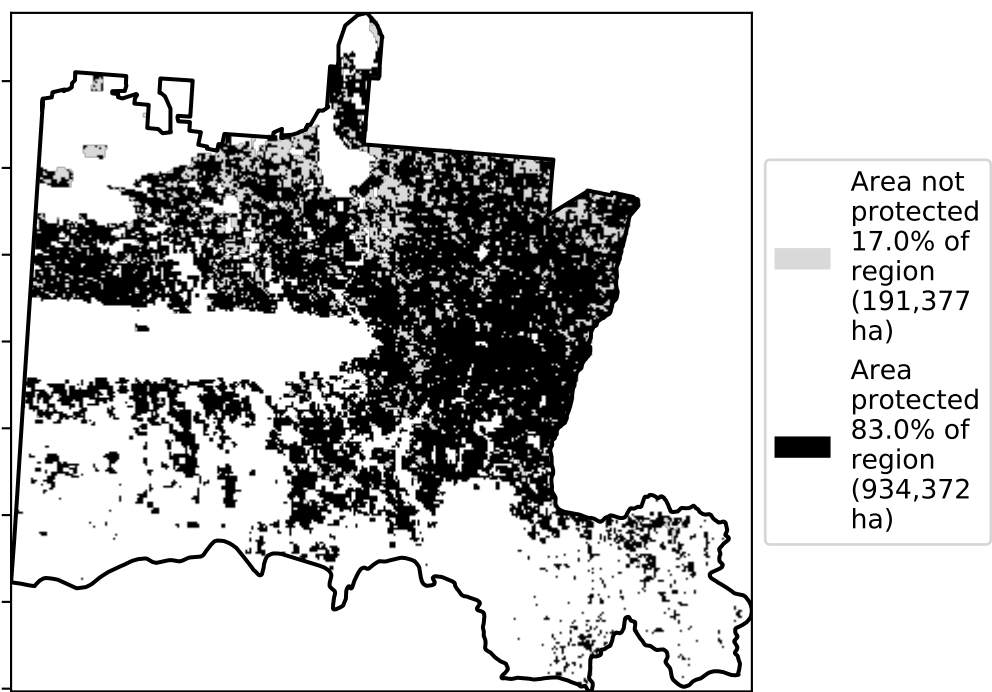 Area not
protected
17.0% of
region
(191,377
ha)
Area
protected
83.0% of
region
(934,372
ha)